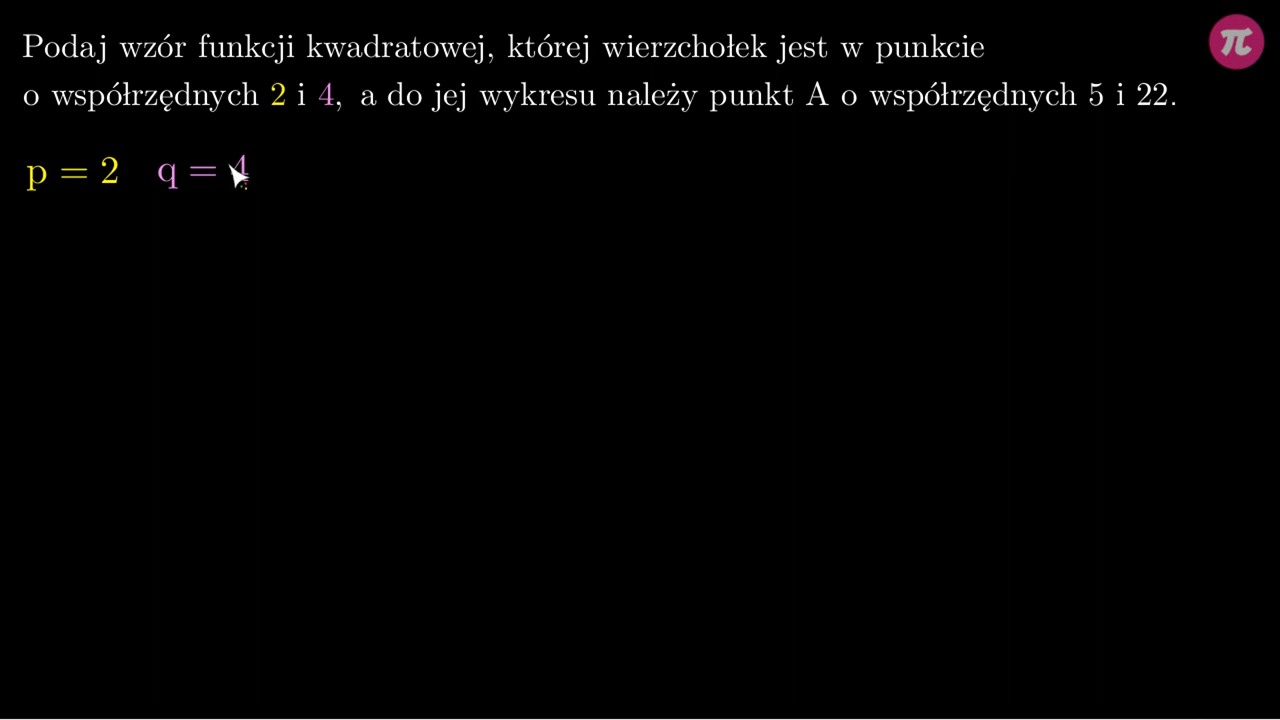 Podaj wzór funkcji kwadratowej, której wierzchołek jest w punkcie
o współrzędnych 2 i 4, a do jej wykresu należy punkt A o współrzędnych 5 i 22.
p = 2 q = 4
π